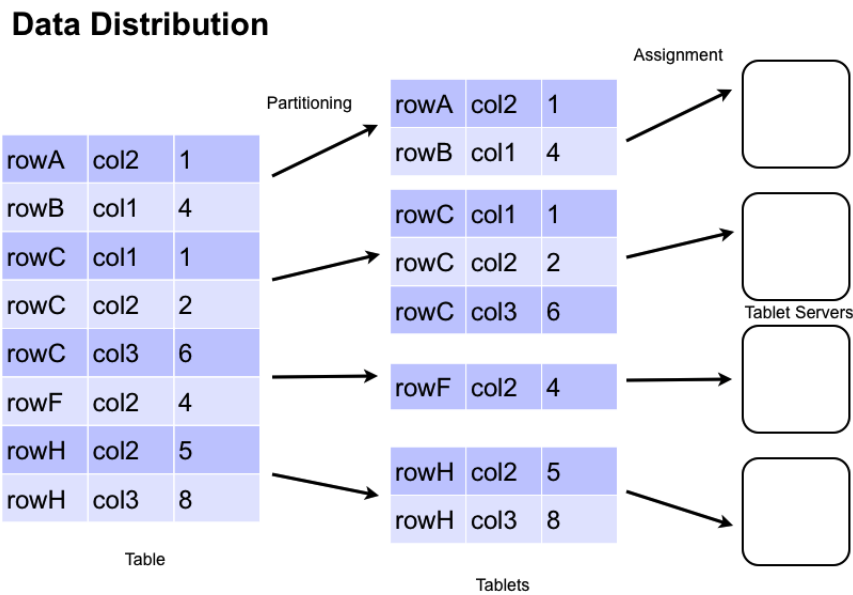 Data Distribution
Assignment
Partitioning
rowA col2 1
rowB col1 4
rowC col1 1
rowC col2 2
rowC col3 6
rowF col2 4
rowH col2 5
rowH col3 8
Table
rowA col2 1
rowB col1 4
rowC col1 1
rowC col2 2
rowC col3 6
rowF col2 4
rowH col2 5
rowH col3 8
Tablets
Tablet Servers